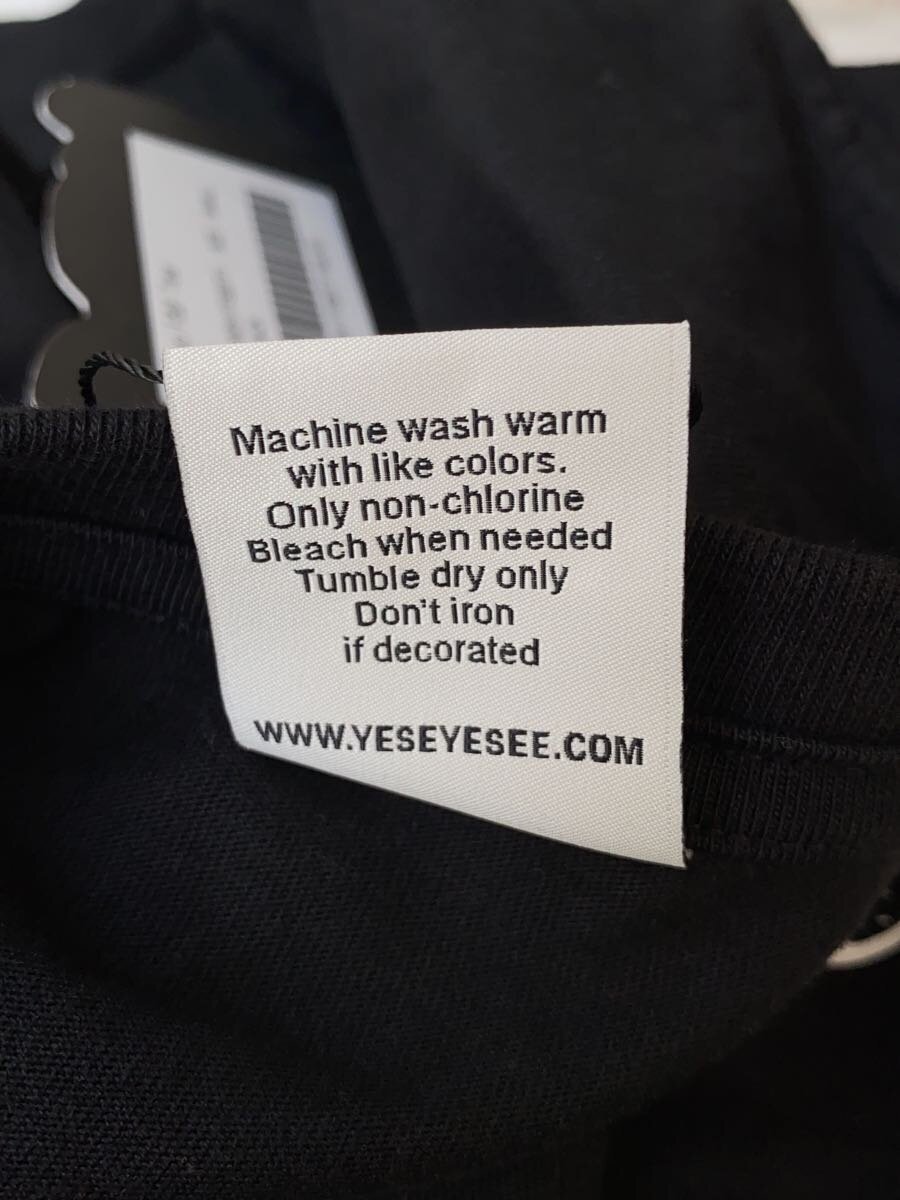 Machine wash warm
with like colors.
Only non-chlorine
Bleach when needed
Tumble dry only
Don't iron
if decorated
WWW.YESEYESEE.COM